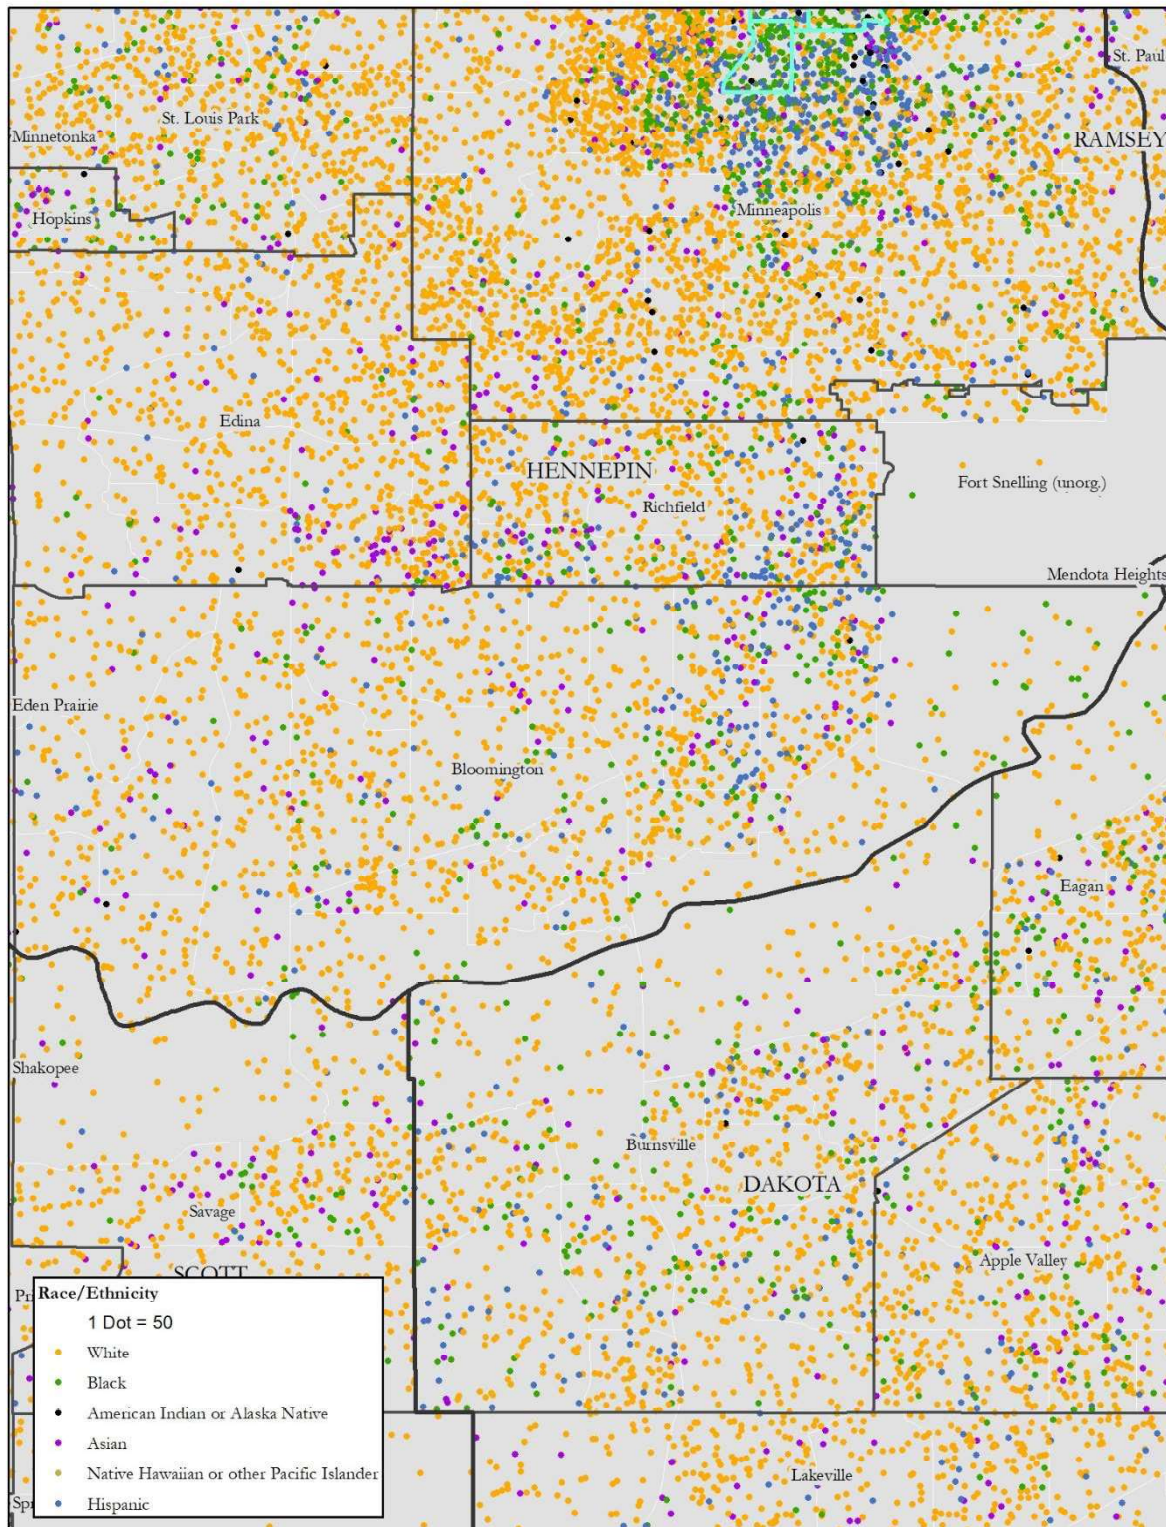 St. Paul
St. Louis Park
Minnetonka
RAMSEY
Hopkins
Minneapolis
Edina
HENNEPIN
Fort Snelling (unorg.)
Richfield
Mendota Heights
Eden Prairie
Bloomington
Eagan
Shakopee
Burnsville
DAKOTA
Savage
Apple Valley
SCOTT
Pri
Race/Ethnicity
1 Dot = 50
White
Black
American Indian or Alaska Native
Asian
Native Hawaiian or other Pacific Islander
Hispanic
Lakeville
Spr